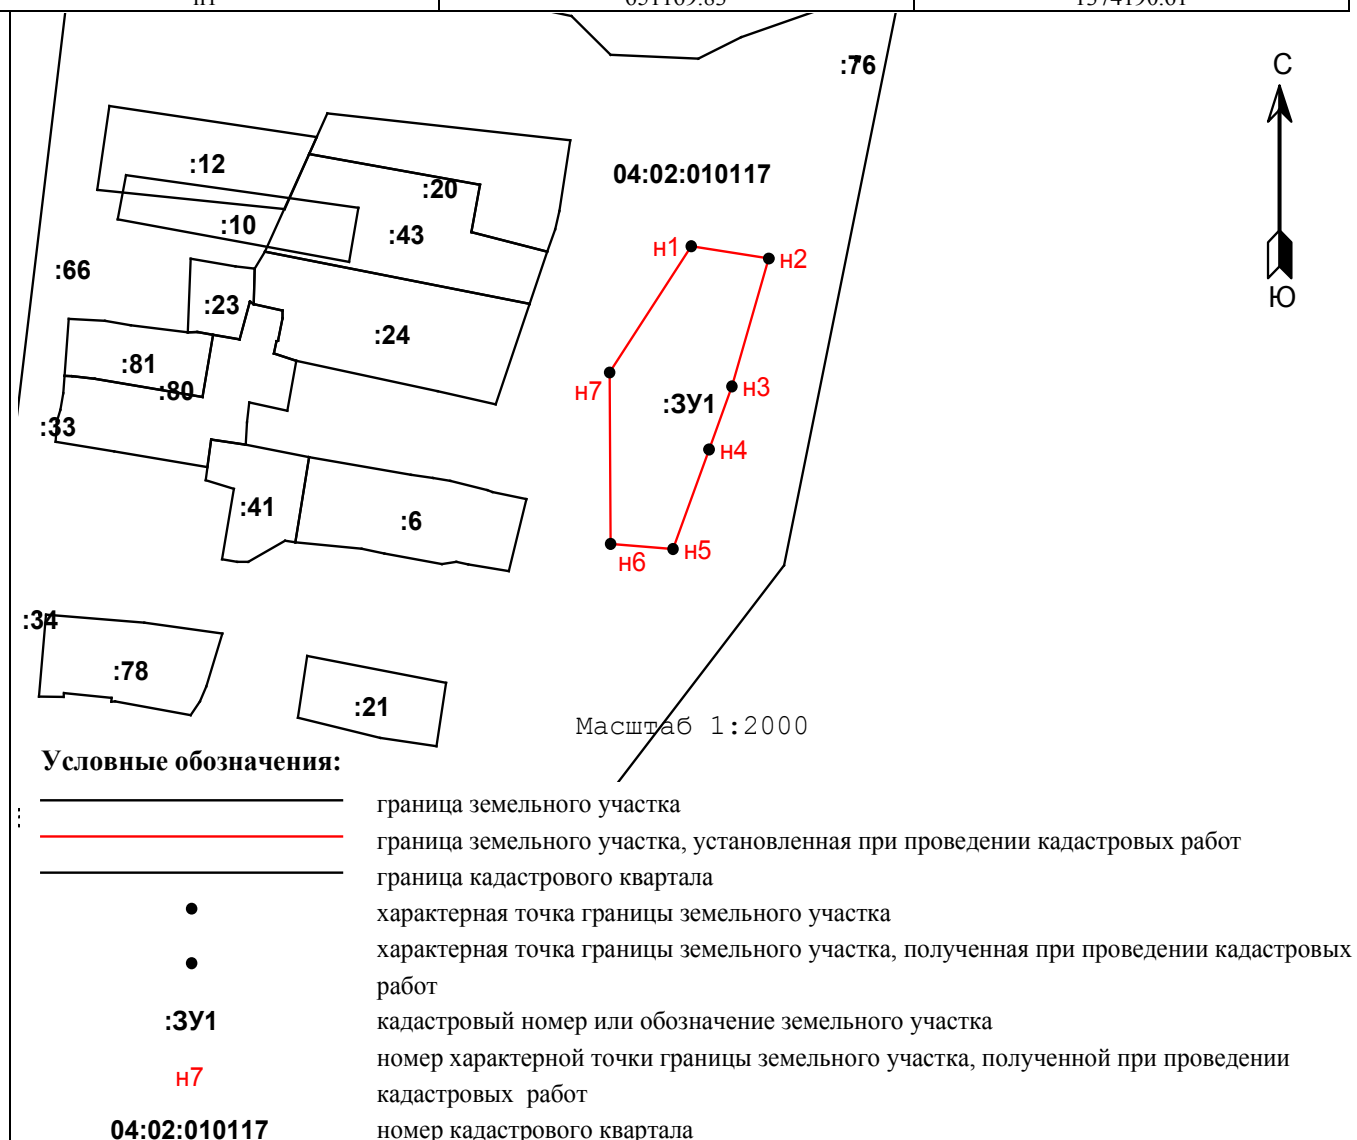 :76
С
:12
04:02:010117
:20
:10
:43
н1
н2
:66
Ю
:23
:24
:81
н7
:80
:ЗУ1
н3
:33
н4
:41
:6
н5
н6
:34
:78
:21
Масштаб 1:2000
Условные обозначения:
граница земельного участка
граница земельного участка, установленная при проведении кадастровых работ
граница кадастрового квартала
характерная точка границы земельного участка
характерная точка границы земельного участка, полученная при проведении кадастровых
работ
:ЗУ1 кадастровый номер или обозначение земельного участка
н7 номер характерной точки границы земельного участка, полученной при проведении
кадастровых работ
04:02:010117 номер кадастрового квартала